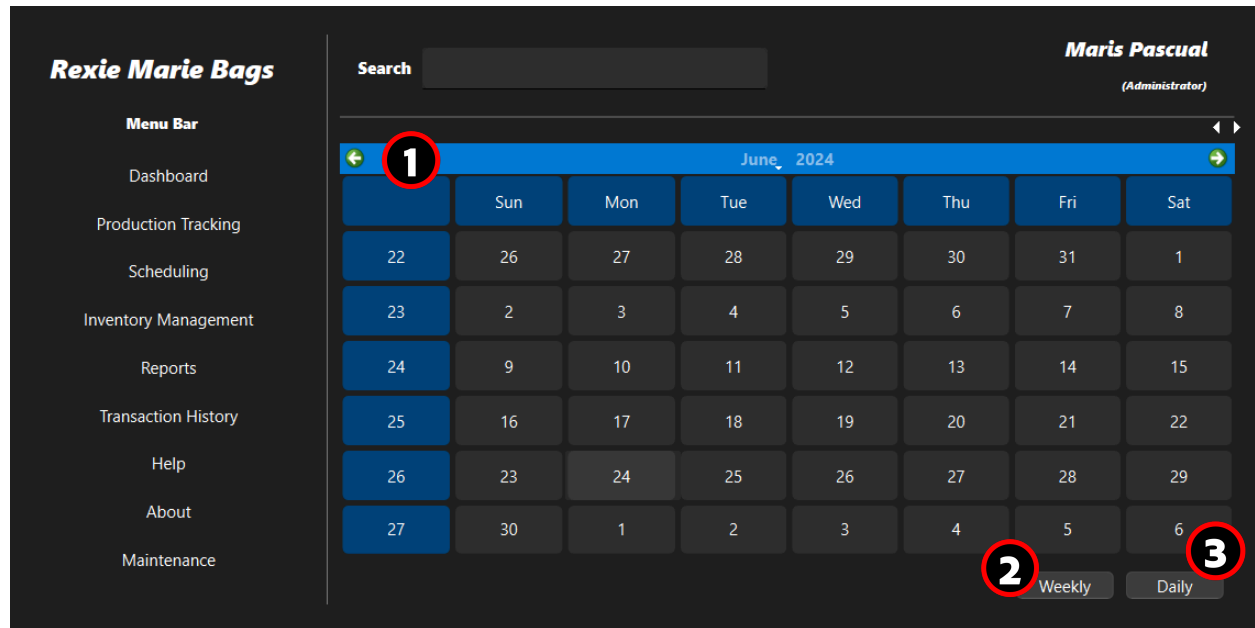 Rexie Marie Bags
Menu Bar
Dashboard
Production Tracking
Scheduling
Inventory Management
Reports
Transaction History
Help
About
Maintenance
Search
Maris Pascual
(Administrator)
1
June 2024
Sun Mon Tue Wed Thu Fri Sat
22 26 27 28 29 30 31 1
23 2 3 4 5 6 7 8
24 9 10 11 12 13 14 15
25 16 17 18 19 20 21 22
26 23 24 25 26 27 28 29
27 30 1 2 3 4 5 6
2 Weekly
3 Daily